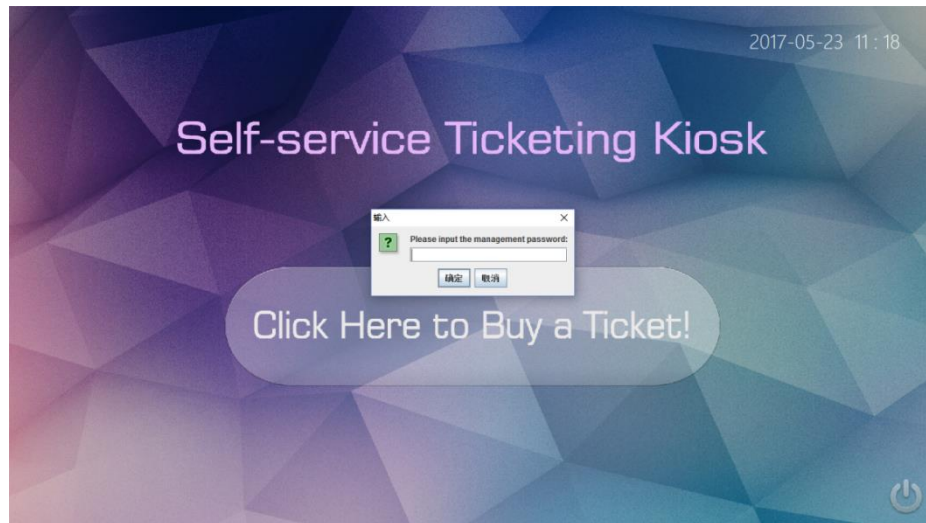 2017-05-23 11 : 18
Self-service Ticketing Kiosk
输入
Please input the management password:
确定 取消
Click Here to Buy a Ticket!